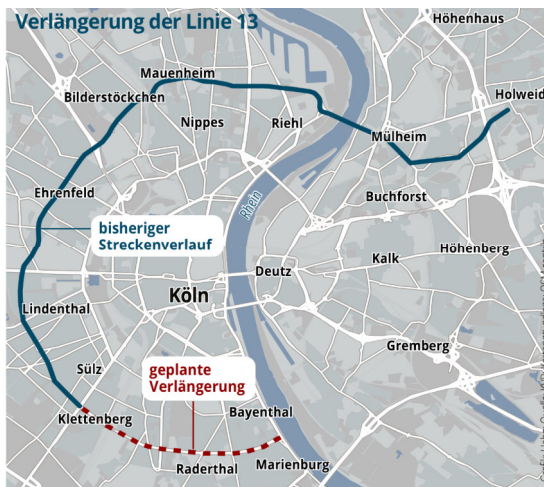 Verlängerung der Linie 13
Höhenhaus
Mauenheim
Bilderstöckchen
Holweid
Nippes
Riehl
Mülheim
Ehrenfeld
Buchforst
Rhein
bisheriger
Streckenverlauf
Höhenberg
Deutz
Kalk
Köln
Lindenthal
Gremberg
Sülz
geplante
Verlängerung
Bayenthal
Klettenberg
Raderthal
Marienburg